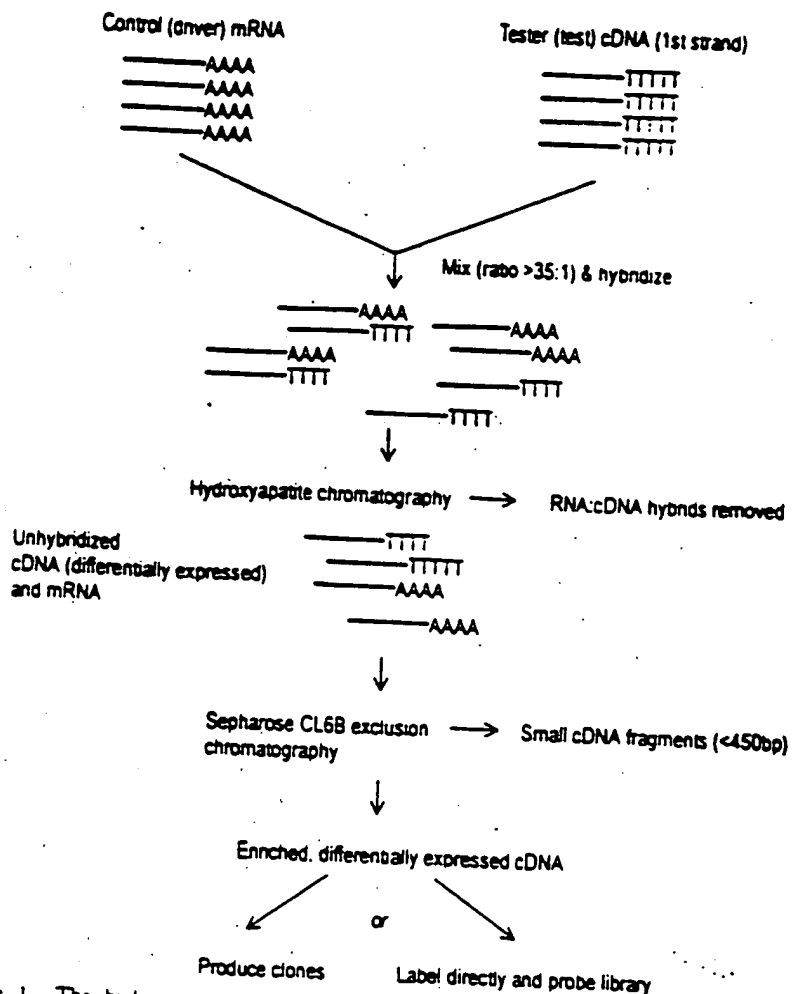 Control (driver) mRNA
Tester (test) cDNA (1st strand)
AAAA
AAAA
AAAA
AAAA
TTTTT
TTTTT
TTTTT
TTTTT
Mix (ratio >35:1) & hybridize
AAAA
TTTT
AAAA
AAAA
AAAA
TTTT
TTTT
TTTT
Hydroxyapatite chromatography
RNA:cDNA hybrids removed
Unhybridized
cDNA (differentially expressed)
and mRNA
TTTT
TTTTT
AAAA
AAAA
Sepharose CL6B exclusion
chromatography
Small cDNA fragments (<450bp)
Enriched, differentially expressed cDNA
or
Produce clones
Label directly and probe library